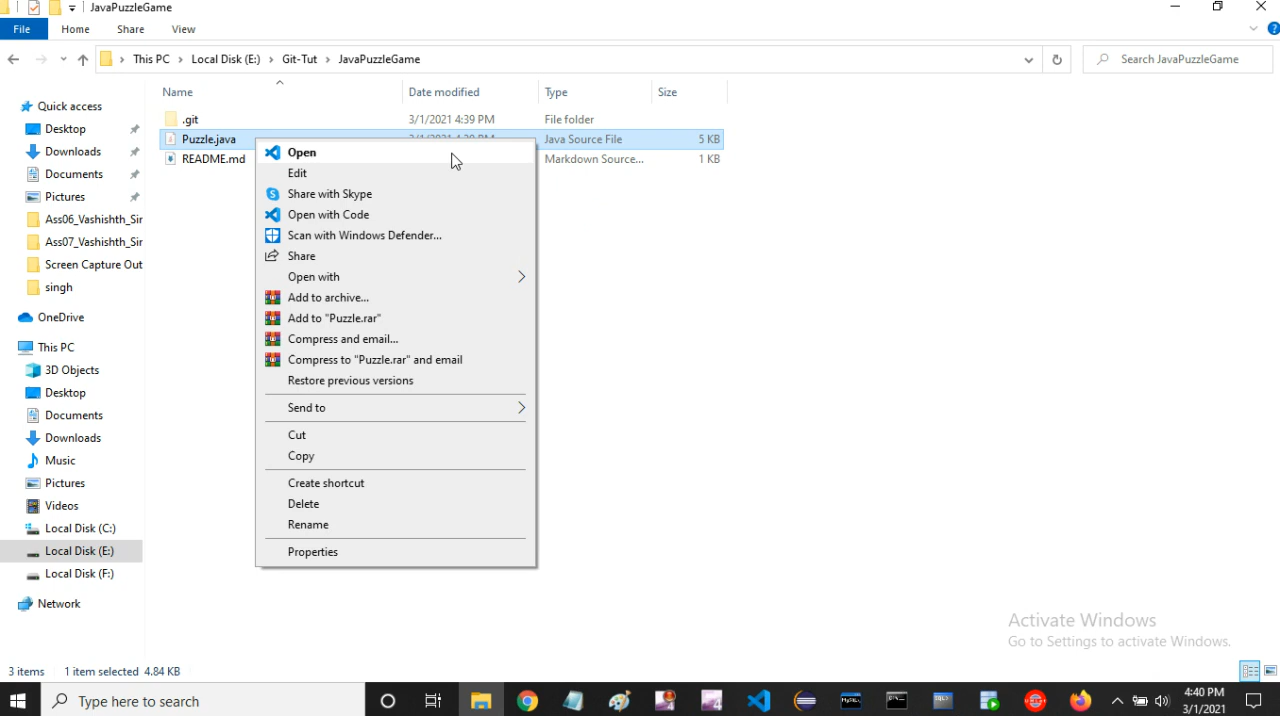 JavaPuzzleGame
File Home Share View
This PC Local Disk (E:) Git-Tut JavaPuzzleGame
Search JavaPuzzleGame
Name Date modified Type Size
.git 3/1/2021 4:39 PM File folder
Puzzle.java Java Source File 5 KB
README.md Markdown Source... 1 KB
Quick access
Desktop
Downloads
Documents
Pictures
Ass06_Vashishth_Sir
Ass07_Vashishth_Sir
Screen Capture Out
singh
OneDrive
This PC
3D Objects
Desktop
Documents
Downloads
Music
Pictures
Videos
Local Disk (C:)
Local Disk (E:)
Local Disk (F:)
Network
Open
Edit
Share with Skype
Open with Code
Scan with Windows Defender...
Share
Open with
Add to archive...
Add to "Puzzle.rar"
Compress and email...
Compress to "Puzzle.rar" and email
Restore previous versions
Send to
Cut
Copy
Create shortcut
Delete
Rename
Properties
Activate Windows
Go to Settings to activate Windows.
3 items 1 item selected 4.84 KB
Type here to search
4:40 PM
3/1/2021